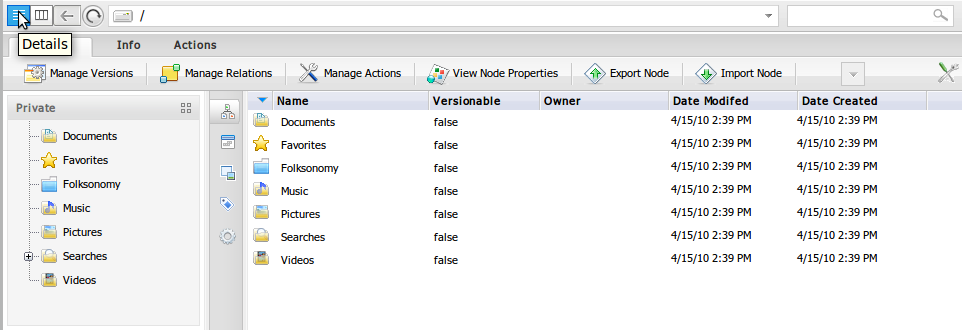 /
Details
Info Actions
Manage Versions Manage Relations Manage Actions View Node Properties Export Node Import Node
Private
Documents
Favorites
Folksonomy
Music
Pictures
Searches
Videos
Name Versionable Owner Date Modifed Date Created
Documents false 4/15/10 2:39 PM 4/15/10 2:39 PM
Favorites false 4/15/10 2:39 PM 4/15/10 2:39 PM
Folksonomy false 4/15/10 2:39 PM 4/15/10 2:39 PM
Music false 4/15/10 2:39 PM 4/15/10 2:39 PM
Pictures false 4/15/10 2:39 PM 4/15/10 2:39 PM
Searches false 4/15/10 2:39 PM 4/15/10 2:39 PM
Videos false 4/15/10 2:39 PM 4/15/10 2:39 PM